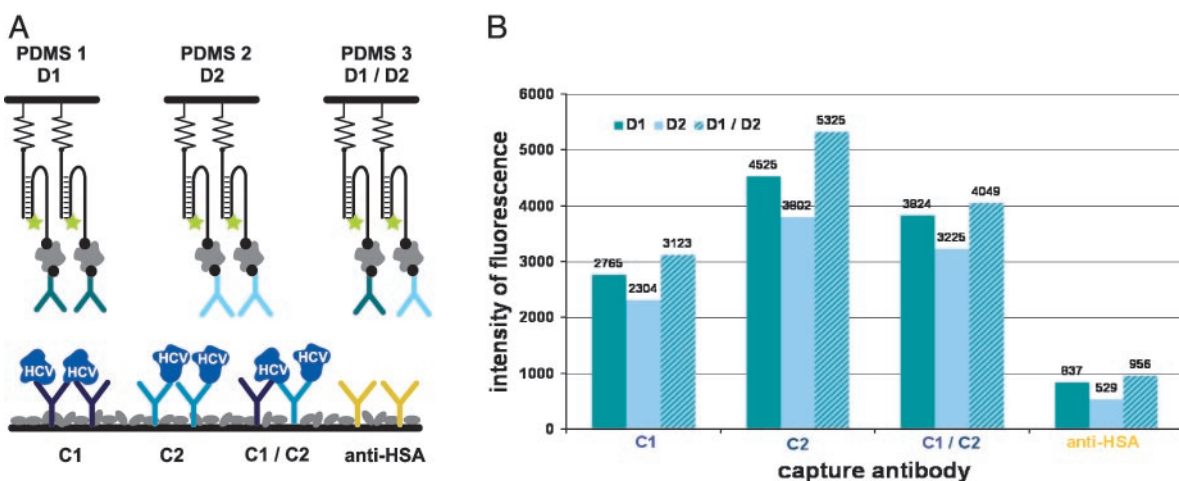 A
PDMS 1
D1
PDMS 2
D2
PDMS 3
D1 / D2
HCV
HCV
HCV
HCV
HCV
HCV
C1
C2
C1 / C2
anti-HSA
B
intensity of fluorescence
6000
5000
4000
3000
2000
1000
0
D1
D2
D1 / D2
2765
2304
3123
4525
3802
5325
3824
3225
4049
837
529
956
C1
C2
C1 / C2
anti-HSA
capture antibody